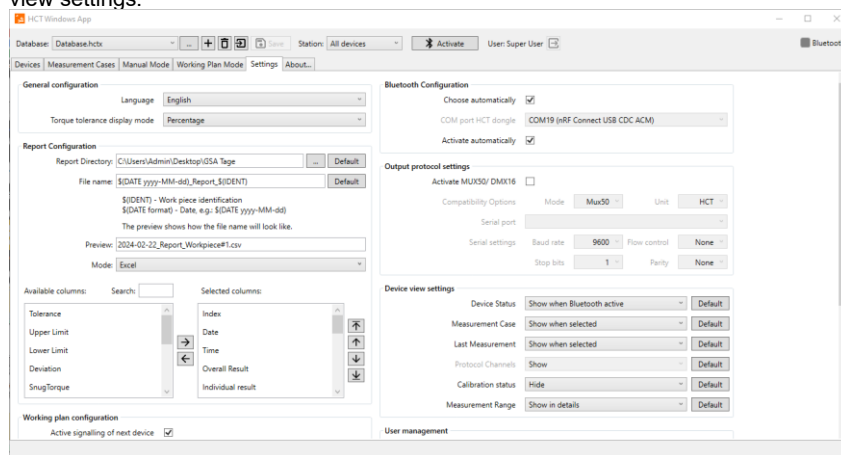 view settings.
HCT Windows App
Database: Database.hctx ... Save Station: All devices Activate User: Super User Bluetoot
Devices Measurement Cases Manual Mode Working Plan Mode Settings About...
General configuration
Language English
Torque tolerance display mode Percentage
Report Configuration
Report Directory: C:\Users\Admin\Desktop\GSA Tage ... Default
File name: $(DATE yyyy-MM-dd)_Report_$(IDENT) Default
$(IDENT) - Work piece identification
$(DATE format) - Date, e.g.: $(DATE yyyy-MM-dd)
The preview shows how the file name will look like.
Preview: 2024-02-22_Report_Workpiece#1.csv
Mode: Excel
Available columns: Search: Selected columns:
Tolerance
Upper Limit
Lower Limit
Deviation
SnugTorque
Index
Date
Time
Overall Result
Individual result
Working plan configuration
Active signalling of next device
Bluetooth Configuration
Choose automatically
COM port HCT dongle COM19 (nRF Connect USB CDC ACM)
Activate automatically
Output protocol settings
Activate MUX50/ DMX16
Compatibility Options Mode Mux50 Unit HCT
Serial port
Serial settings Baud rate 9600 Flow control None
Stop bits 1 Parity None
Device view settings
Device Status Show when Bluetooth active Default
Measurement Case Show when selected Default
Last Measurement Show when selected Default
Protocol Channels Show Default
Calibration status Hide Default
Measurement Range Show in details Default
User management